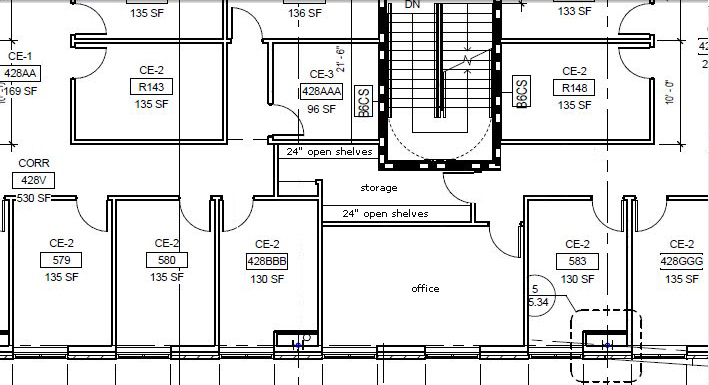 135 SF
136 SF
DN
133 SF
CE-1
428AA
169 SF
CE-2
R143
135 SF
CE-3
428AAA
96 SF
21' -6"
B6CS
B6CS
CE-2
R148
135 SF
10' -0"
24" open shelves
CORR
428V
530 SF
storage
24" open shelves
CE-2
579
135 SF
CE-2
580
135 SF
CE-2
428BBB
130 SF
office
CE-2
583
130 SF
CE-2
428GGG
135 SF
5
5.34